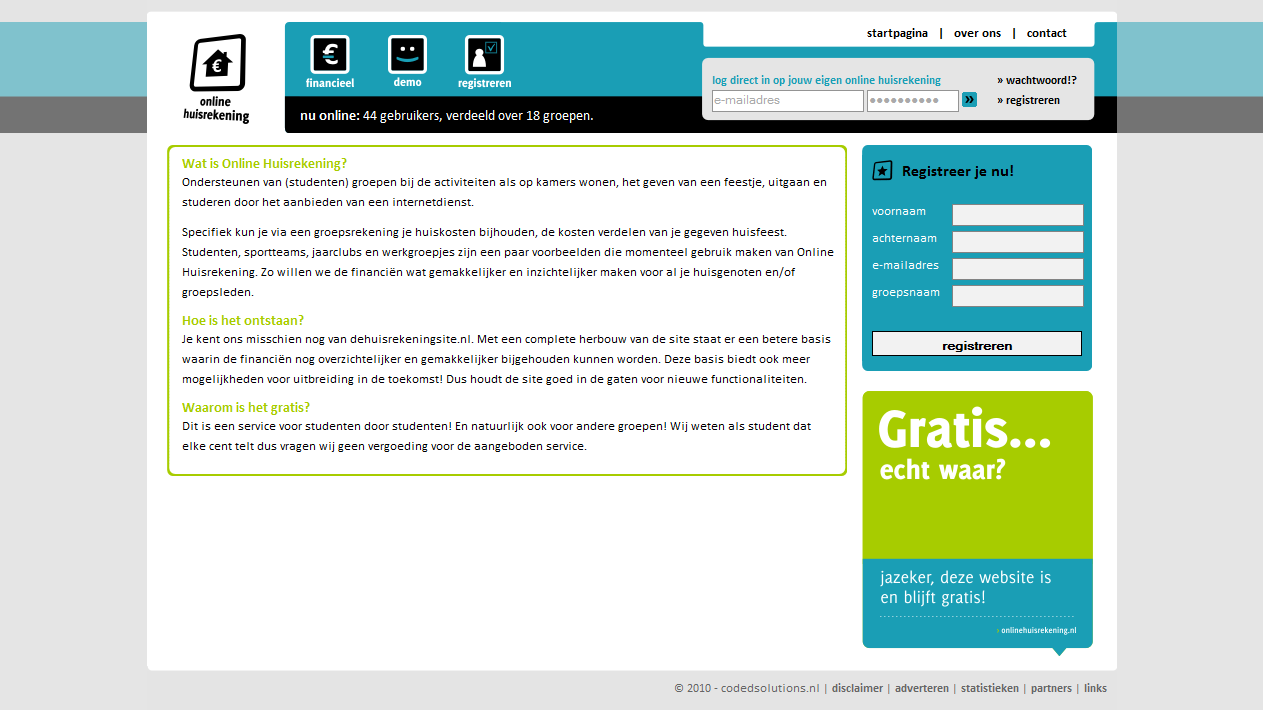 startpagina | over ons | contact
online
huisrekening
financieel
demo
registreren
log direct in op jouw eigen online huisrekening
» wachtwoord!?
e-mailadres
»
» registreren
nu online: 44 gebruikers, verdeeld over 18 groepen.
Wat is Online Huisrekening?
Ondersteunen van (studenten) groepen bij de activiteiten als op kamers wonen, het geven van een feestje, uitgaan en
studeren door het aanbieden van een internetdienst.
Specifiek kun je via een groepsrekening je huiskosten bijhouden, de kosten verdelen van je gegeven huisfeest.
Studenten, sportteams, jaarclubs en werkgroepjes zijn een paar voorbeelden die momenteel gebruik maken van Online
Huisrekening. Zo willen we de financiën wat gemakkelijker en inzichtelijker maken voor al je huisgenoten en/of
groepsleden.
Hoe is het ontstaan?
Je kent ons misschien nog van dehuisrekeningsite.nl. Met een complete herbouw van de site staat er een betere basis
waarin de financiën nog overzichtelijker en gemakkelijker bijgehouden kunnen worden. Deze basis biedt ook meer
mogelijkheden voor uitbreiding in de toekomst! Dus houdt de site goed in de gaten voor nieuwe functionaliteiten.
Waarom is het gratis?
Dit is een service voor studenten door studenten! En natuurlijk ook voor andere groepen! Wij weten als student dat
elke cent telt dus vragen wij geen vergoeding voor de aangeboden service.
Registreer je nu!
voornaam
achternaam
e-mailadres
groepsnaam
registreren
Gratis...
echt waar?
jazeker, deze website is
en blijft gratis!
onlinehuisrekening.nl
© 2010 - codedsolutions.nl | disclaimer | adverteren | statistieken | partners | links